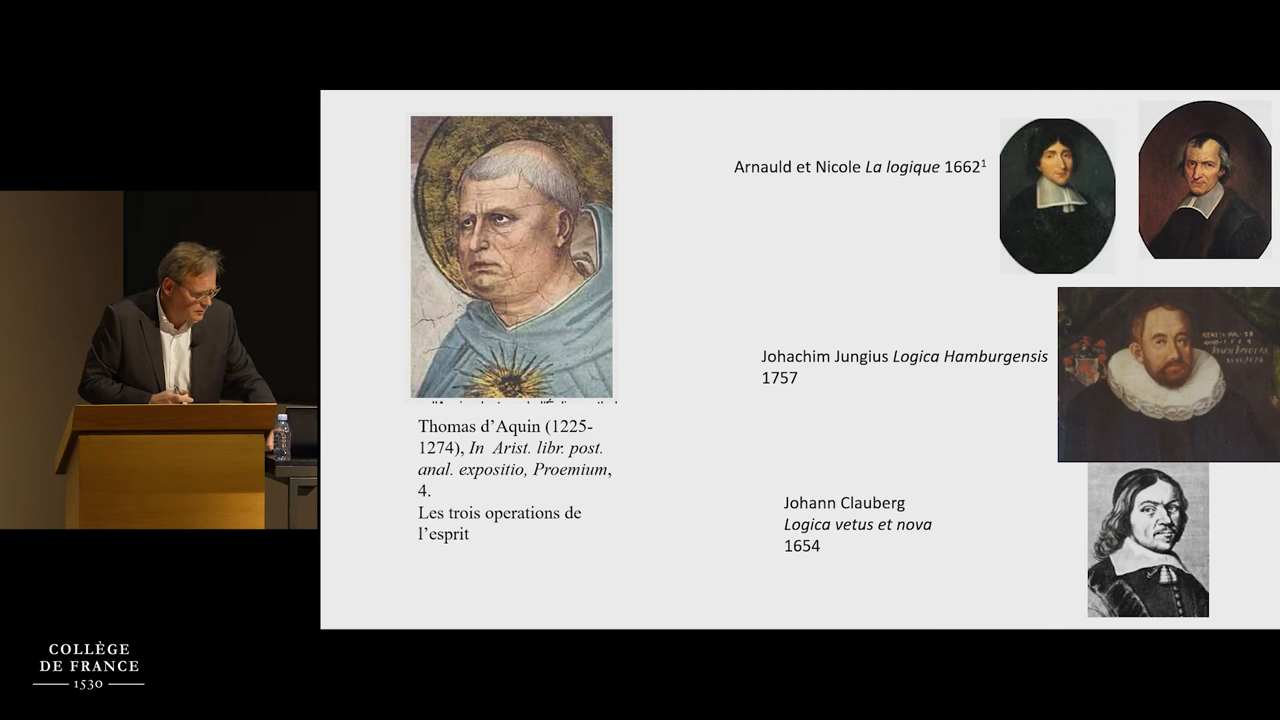 Thomas d’Aquin (1225-
1274), In Arist. libr. post.
anal. expositio, Proemium,
4.
Les trois operations de
l’esprit
Arnauld et Nicole La logique 1662¹
Johachim Jungius Logica Hamburgensis
1757
Johann Clauberg
Logica vetus et nova
1654
COLLÈGE
DE FRANCE
1530